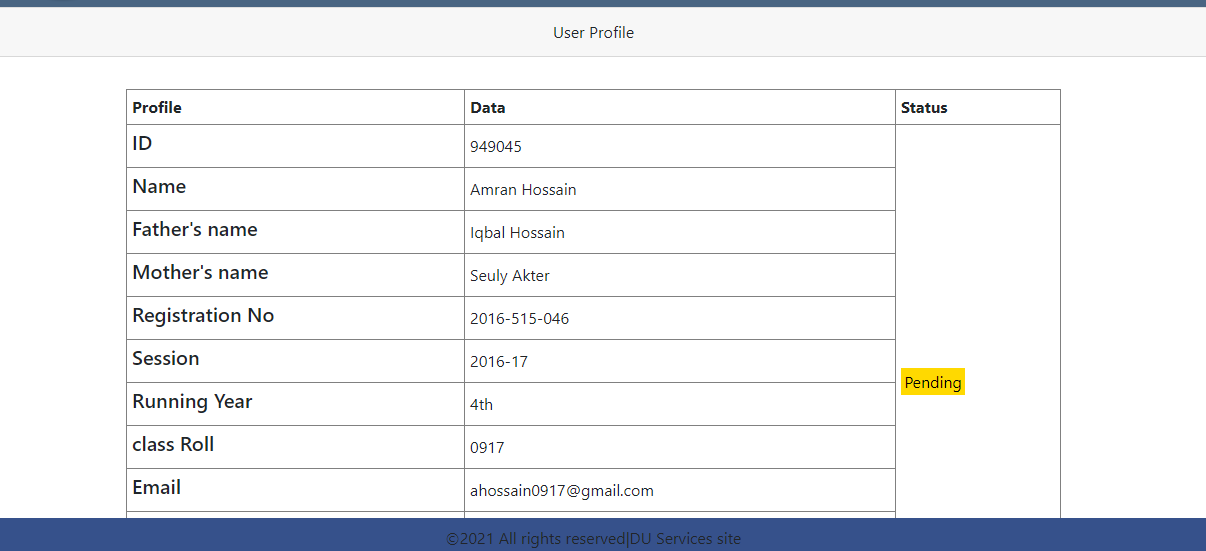 User Profile
Profile Data Status
ID 949045
Name Amran Hossain
Father's name Iqbal Hossain
Mother's name Seuly Akter
Registration No 2016-515-046
Session 2016-17
Pending
Running Year 4th
class Roll 0917
Email ahossain0917@gmail.com
©2021 All rights reserved|DU Services site